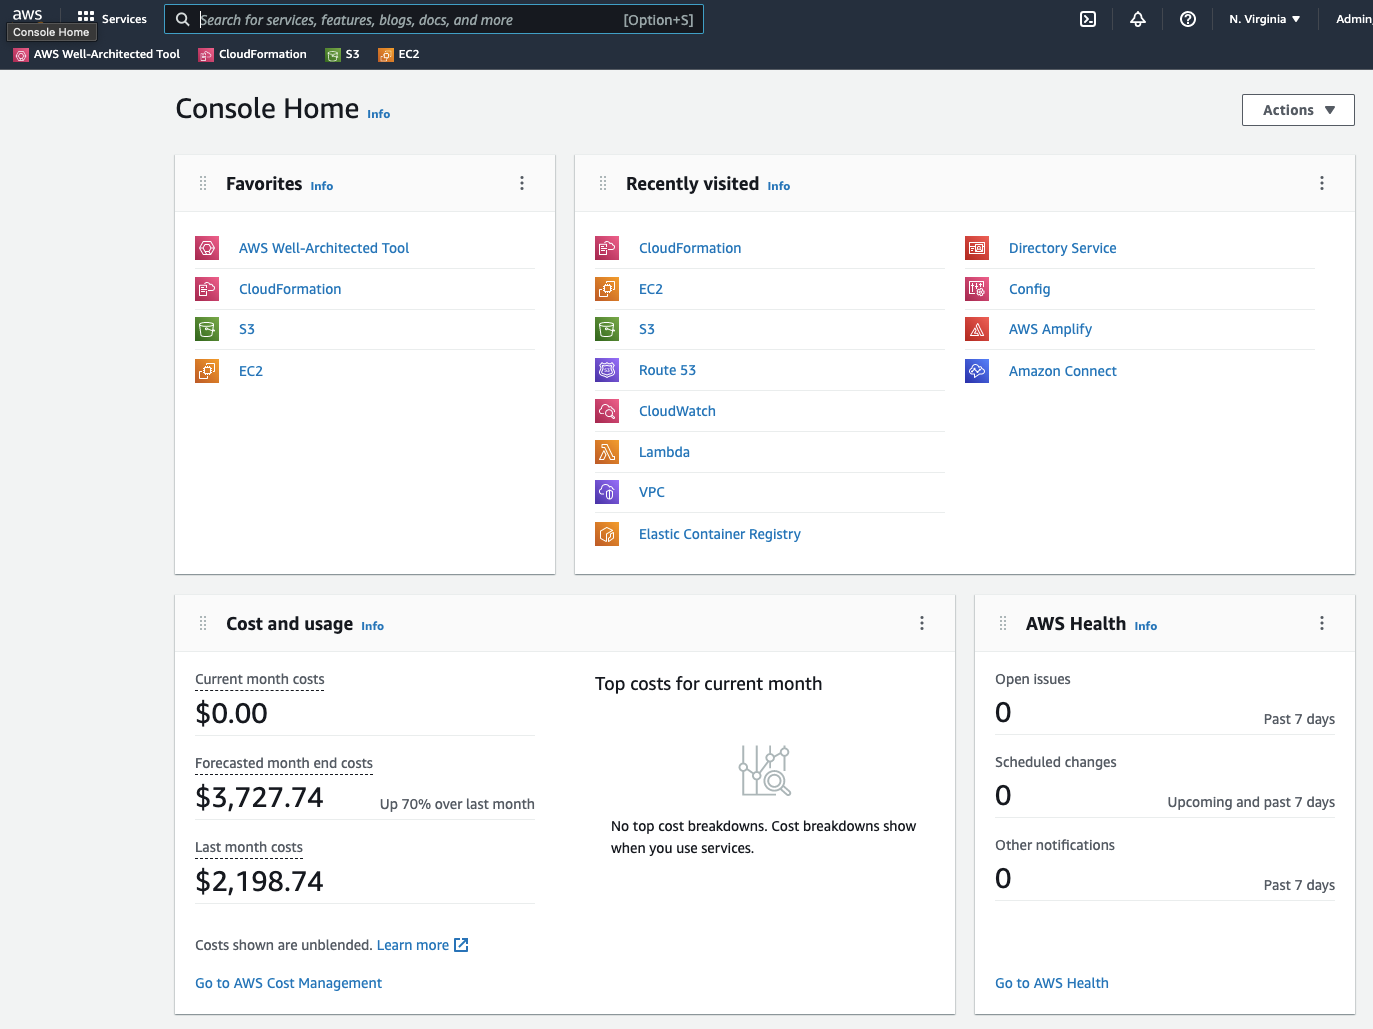 aws
Services
Search for services, features, blogs, docs, and more
[Option+S]
N. Virginia
Admin
Console Home
AWS Well-Architected Tool
CloudFormation
S3
EC2
Console Home Info
Actions
Favorites Info
AWS Well-Architected Tool
CloudFormation
S3
EC2
Recently visited Info
CloudFormation
EC2
S3
Route 53
CloudWatch
Lambda
VPC
Elastic Container Registry
Directory Service
Config
AWS Amplify
Amazon Connect
Cost and usage Info
Current month costs
$0.00
Forecasted month end costs
$3,727.74
Up 70% over last month
Last month costs
$2,198.74
Costs shown are unblended. Learn more
Go to AWS Cost Management
Top costs for current month
No top cost breakdowns. Cost breakdowns show
when you use services.
AWS Health Info
Open issues
0
Past 7 days
Scheduled changes
0
Upcoming and past 7 days
Other notifications
0
Past 7 days
Go to AWS Health